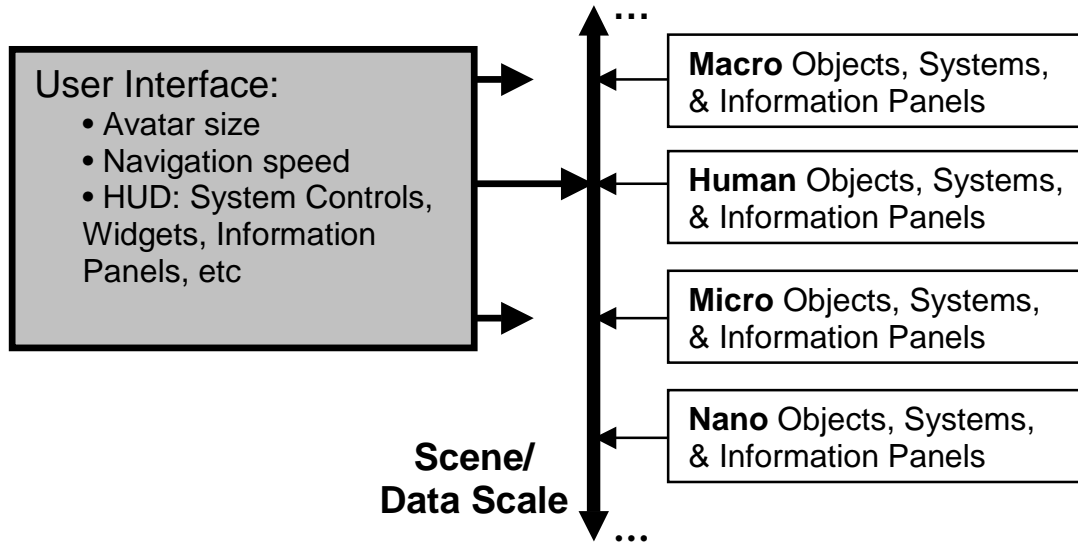 User Interface:
• Avatar size
• Navigation speed
• HUD: System Controls,
Widgets, Information
Panels, etc
...
Macro Objects, Systems,
& Information Panels
Human Objects, Systems,
& Information Panels
Micro Objects, Systems,
& Information Panels
Nano Objects, Systems,
& Information Panels
Scene/
Data Scale
...